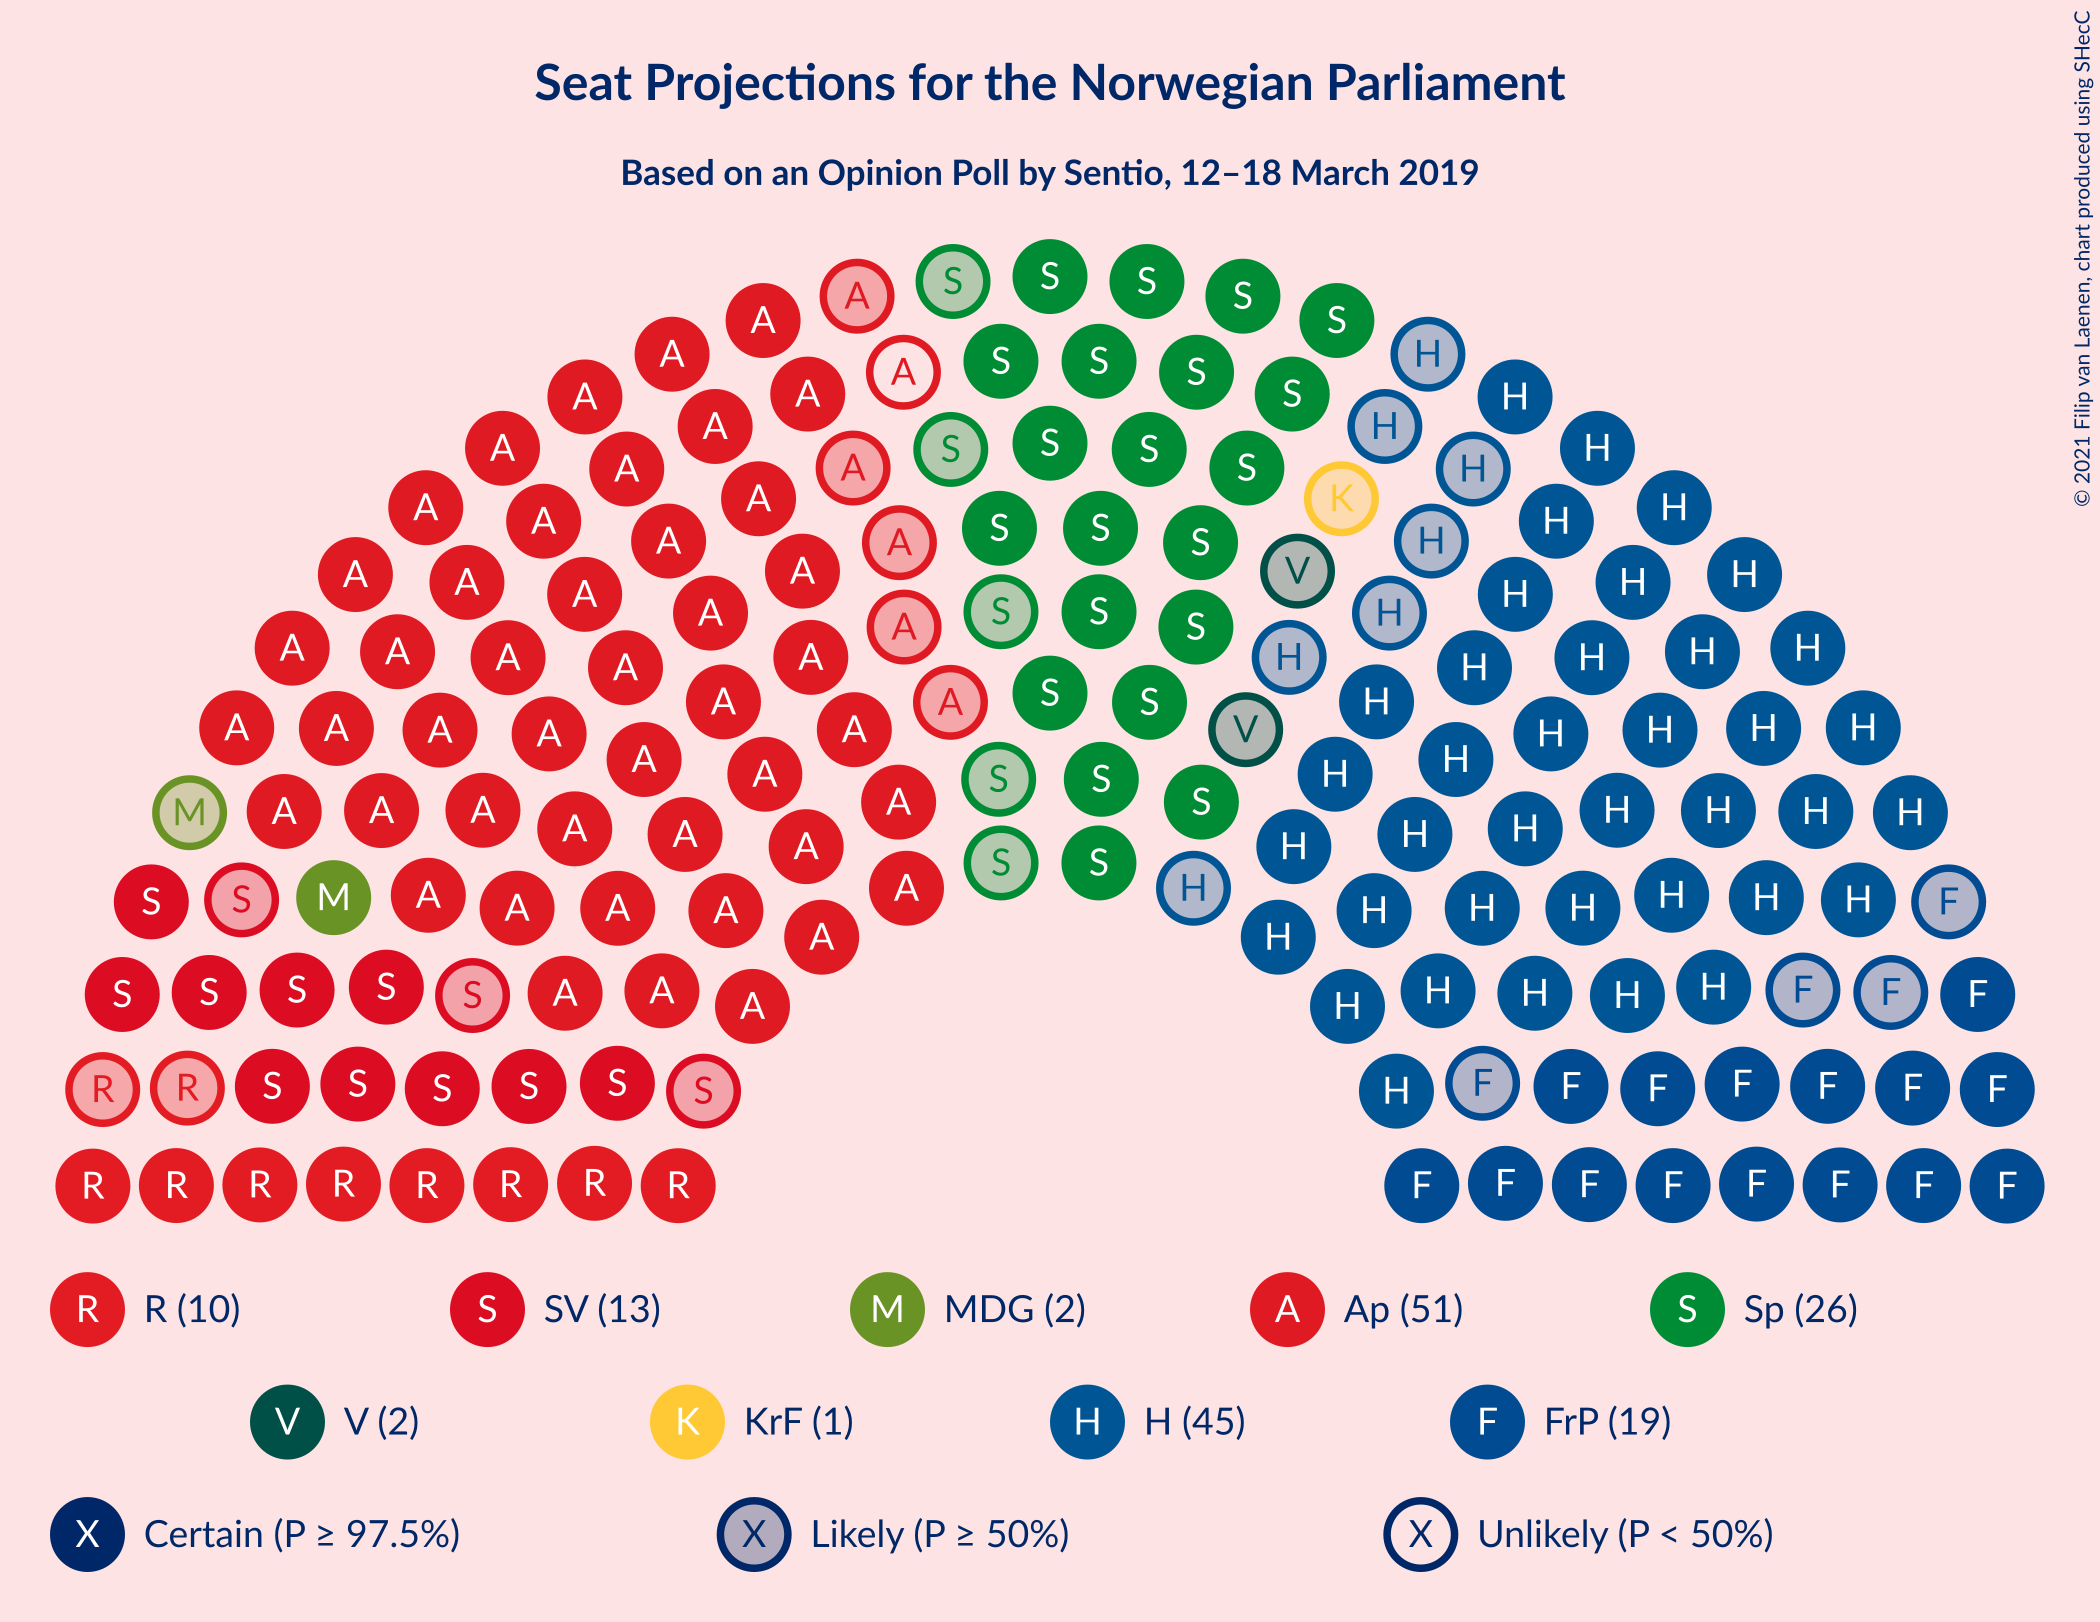 Seat Projections for the Norwegian Parliament
Based on an Opinion Poll by Sentio, 12–18 March 2019
© 2021 Filip van Laenen, chart produced using SHecC
A S S S S
A A H
A S S S S H
A A A H H
A A S S S S H H
A A A K H H
A A S S S H H
A A A V H H
A A S S S H H
A A A H H H
A A A S S V H H H
M A A A A A A S S S H H H H H H H
S S M A A A A A A S S H H H H H H H H F
S S S S S A A A H H H H H F F F
R R S S S S S S H F F F F F F F
R R R R R R R R F F F F F F F F
R R (10) S SV (13) M MDG (2) A Ap (51) S Sp (26)
V V (2) K KrF (1) H H (45) F FrP (19)
X Certain (P ≥ 97.5%) X Likely (P ≥ 50%) X Unlikely (P < 50%)